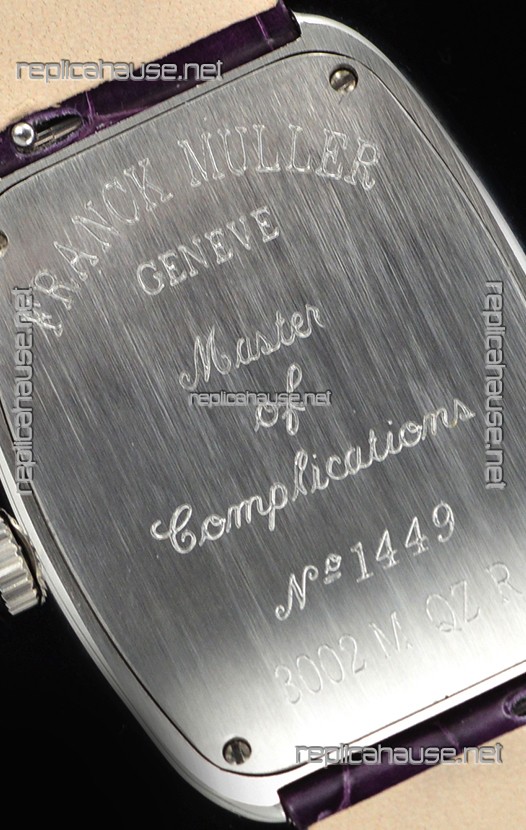 replicahause.net
FRANCK MULLER
GENEVE
replicahause.net
replicahause.net
Master
replicahause.net
of
Complications
Nº 1449
3002 M QZ R
replicahause.net